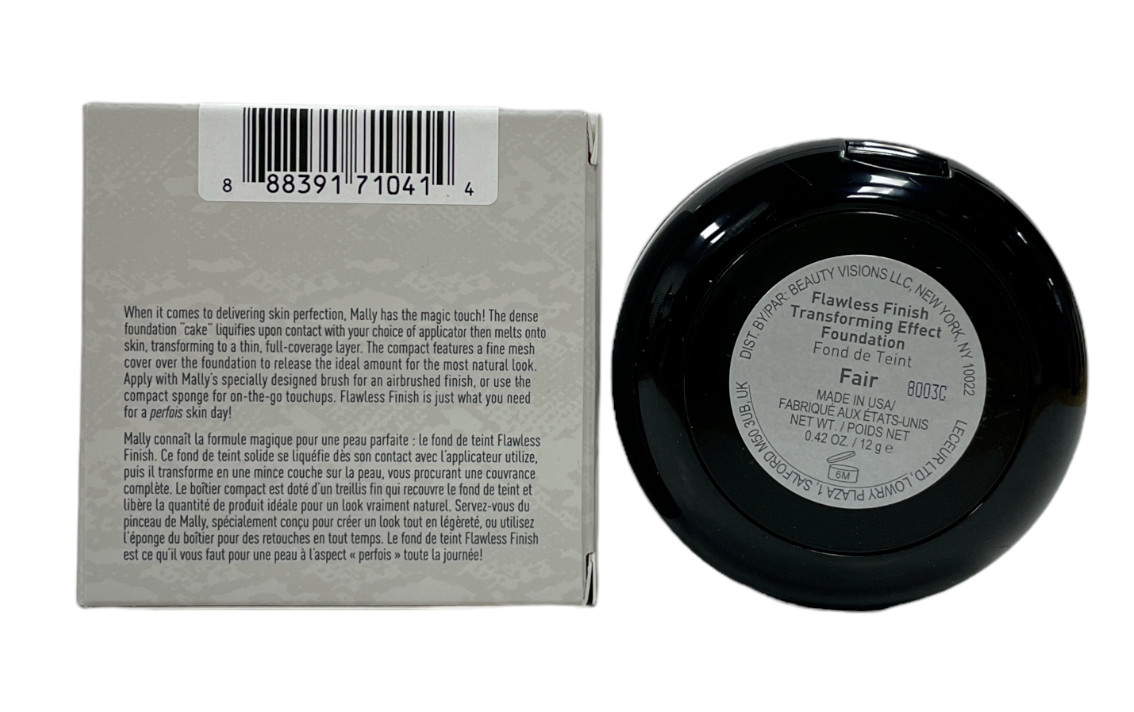 8 88391 71041 4
When it comes to delivering skin perfection, Mally has the magic touch! The dense
foundation "cake" liquifies upon contact with your choice of applicator then melts onto
skin, transforming to a thin, full-coverage layer. The compact features a fine mesh
cover over the foundation to release the ideal amount for the most natural look.
Apply with Mally's specially designed brush for an airbrushed finish, or use the
compact sponge for on-the-go touchups. Flawless Finish is just what you need
for a perfois skin day!
Mally connaît la formule magique pour une peau parfaite : le fond de teint Flawless
Finish. Ce fond de teint solide se liquéfie dès son contact avec l'applicateur utilize,
puis il transforme en une mince couche sur la peau, vous procurant une couvrance
complète. Le boîtier compact est doté d'un treillis fin qui recouvre le fond de teint et
libère la quantité de produit idéale pour un look vraiment naturel. Servez-vous du
pinceau de Mally, spécialement conçu pour créer un look tout en légèreté, ou utilisez
l'éponge du boîtier pour des retouches en tout temps. Le fond de teint Flawless Finish
est ce qu'il vous faut pour une peau à l'aspect « perfois » toute la journée!
DIST. BY/PAR: BEAUTY VISIONS LLC, NEW YORK, NY 10022
Flawless Finish
Transforming Effect
Foundation
Fond de Teint
Fair
8003C
MADE IN USA/
FABRIQUÉ AUX ÉTATS-UNIS
NET WT. / POIDS NET
0.42 OZ. / 12 g e
6M
LECEUR LTD, LOWRY PLAZA 1, SALFORD M50 3UB, UK